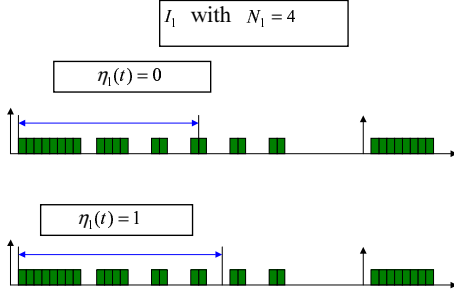 I₁ with N₁ = 4
η₁(t) = 0
η₁(t) = 1